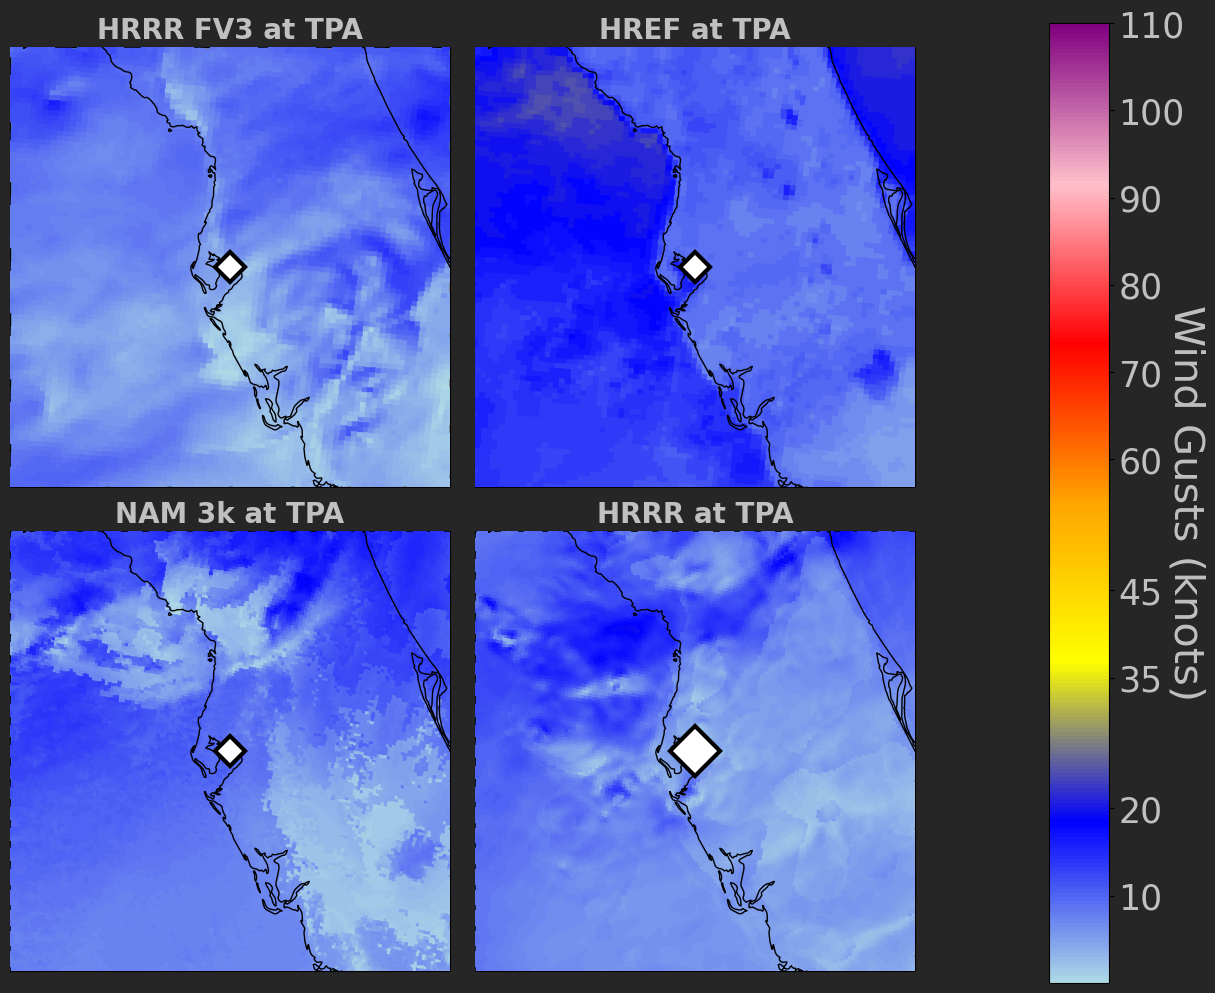 HRRR FV3 at TPA
HREF at TPA
NAM 3k at TPA
HRRR at TPA
110
100
90
80
70
60
45
35
20
10
Wind Gusts (knots)